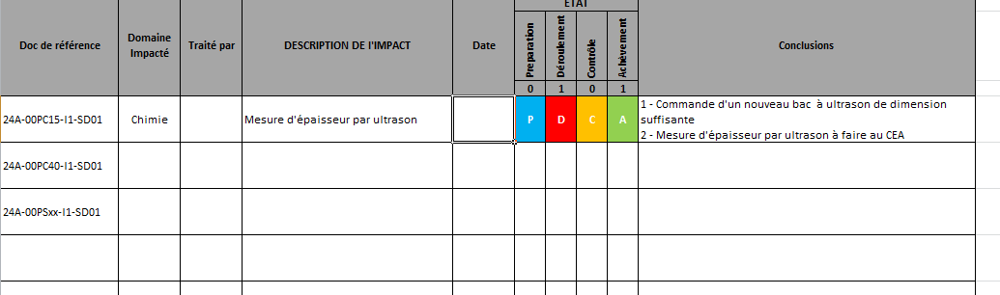 ETAT
Doc de référence
Domaine
Impacté
Traité par
DESCRIPTION DE l'IMPACT
Date
Preparation
Déroulement
Contrôle
Achèvement
Conclusions
0 1 0 1
24A-00PC15-I1-SD01
Chimie
Mesure d'épaisseur par ultrason
P D C A
1 - Commande d'un nouveau bac à ultrason de dimension
suffisante
2 - Mesure d'épaisseur par ultrason à faire au CEA
24A-00PC40-I1-SD01
24A-00PSxx-I1-SD01